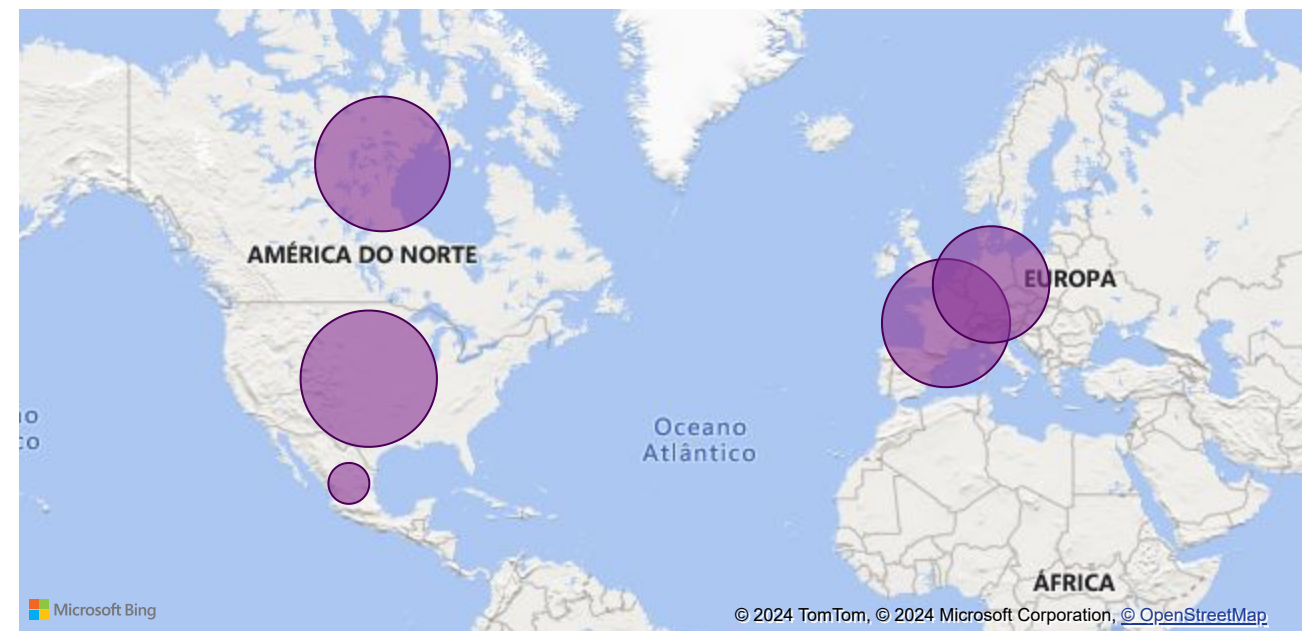 AMÉRICA DO NORTE
EUROPA
Oceano
Atlântico
ÁFRICA
Microsoft Bing
© 2024 TomTom, © 2024 Microsoft Corporation, © OpenStreetMap